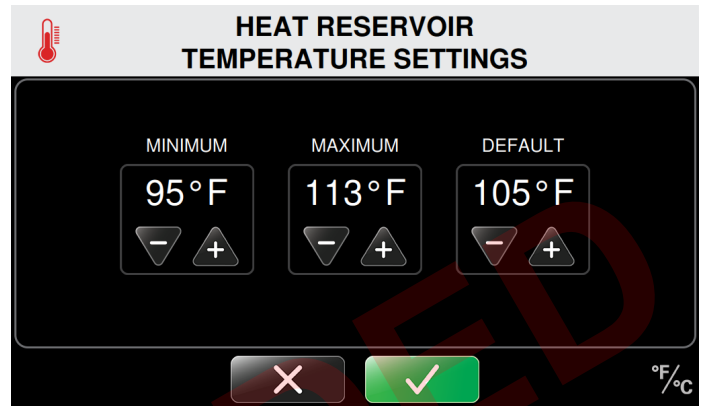 HEAT RESERVOIR
TEMPERATURE SETTINGS
MINIMUM MAXIMUM DEFAULT
95°F 113°F 105°F
− + − + − +
°F/°C